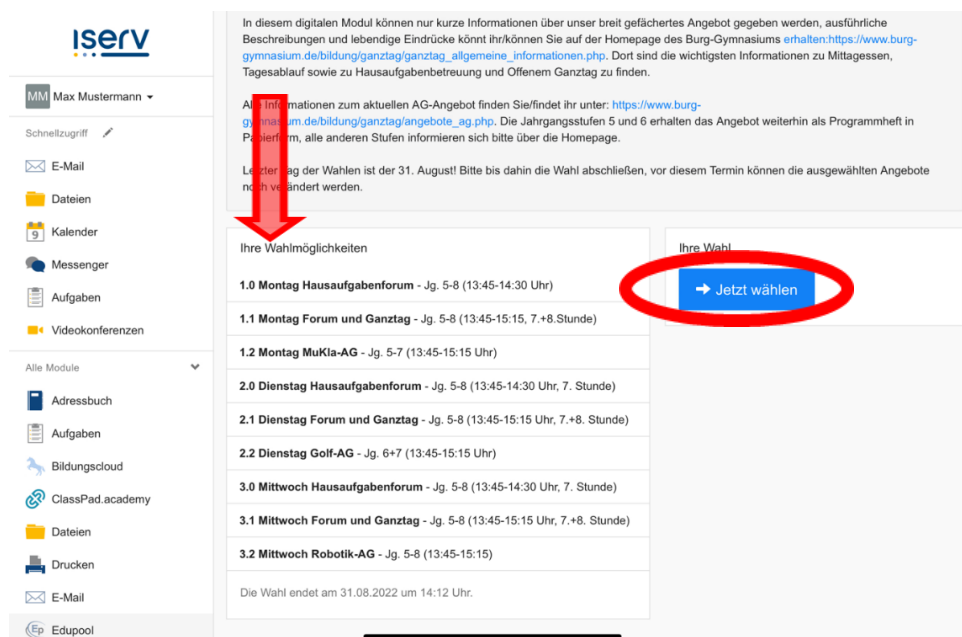 IServ
MM Max Mustermann
Schnellzugriff
E-Mail
Dateien
9 Kalender
Messenger
Aufgaben
Videokonferenzen
Alle Module
Adressbuch
Aufgaben
Bildungscloud
ClassPad.academy
Dateien
Drucken
E-Mail
Ep Edupool
In diesem digitalen Modul können nur kurze Informationen über unser breit gefächertes Angebot gegeben werden, ausführliche
Beschreibungen und lebendige Eindrücke könnt ihr/können Sie auf der Homepage des Burg-Gymnasiums erhalten:https://www.burg-
gymnasium.de/bildung/ganztag/ganztag_allgemeine_informationen.php. Dort sind die wichtigsten Informationen zu Mittagessen,
Tagesablauf sowie zu Hausaufgabenbetreuung und Offenem Ganztag zu finden.
Alle Informationen zum aktuellen AG-Angebot finden Sie/findet ihr unter: https://www.burg-
gymnasium.de/bildung/ganztag/angebote_ag.php. Die Jahrgangsstufen 5 und 6 erhalten das Angebot weiterhin als Programmheft in
Papierform, alle anderen Stufen informieren sich bitte über die Homepage.
Letzter Tag der Wahlen ist der 31. August! Bitte bis dahin die Wahl abschließen, vor diesem Termin können die ausgewählten Angebote
noch verändert werden.
Ihre Wahlmöglichkeiten
1.0 Montag Hausaufgabenforum - Jg. 5-8 (13:45-14:30 Uhr)
1.1 Montag Forum und Ganztag - Jg. 5-8 (13:45-15:15, 7.+8.Stunde)
1.2 Montag MuKla-AG - Jg. 5-7 (13:45-15:15 Uhr)
2.0 Dienstag Hausaufgabenforum - Jg. 5-8 (13:45-14:30 Uhr, 7. Stunde)
2.1 Dienstag Forum und Ganztag - Jg. 5-8 (13:45-15:15 Uhr, 7.+8. Stunde)
2.2 Dienstag Golf-AG - Jg. 6+7 (13:45-15:15 Uhr)
3.0 Mittwoch Hausaufgabenforum - Jg. 5-8 (13:45-14:30 Uhr, 7. Stunde)
3.1 Mittwoch Forum und Ganztag - Jg. 5-8 (13:45-15:15 Uhr, 7.+8. Stunde)
3.2 Mittwoch Robotik-AG - Jg. 5-8 (13:45-15:15)
Die Wahl endet am 31.08.2022 um 14:12 Uhr.
Ihre Wahl
Jetzt wählen